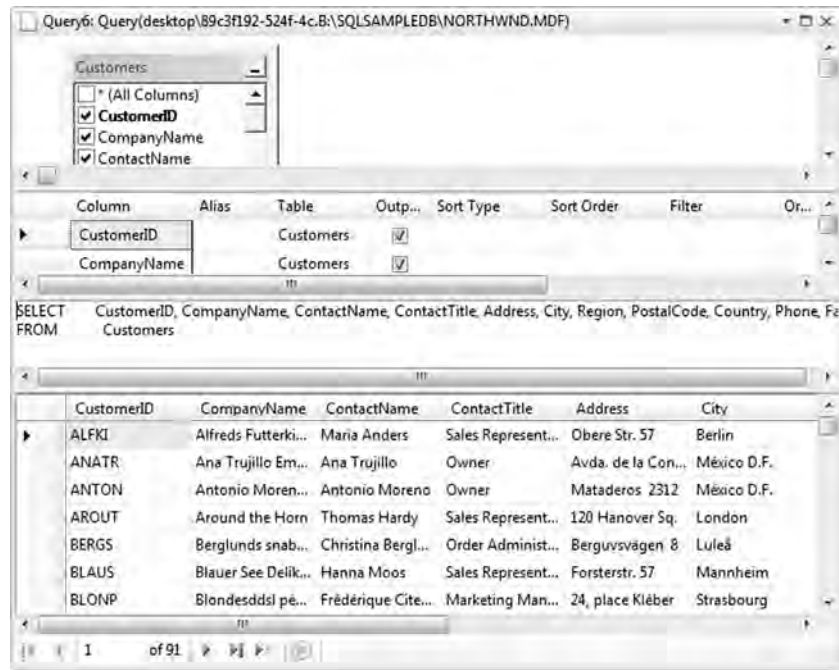 Query6: Query(desktop\89c3f192-524f-4c.B:\SQLSAMPLEDB\NORTHWND.MDF)
Customers
* (All Columns)
CustomerID
CompanyName
ContactName
Column Alias Table Outp... Sort Type Sort Order Filter Or...
CustomerID Customers
CompanyName Customers
SELECT CustomerID, CompanyName, ContactName, ContactTitle, Address, City, Region, PostalCode, Country, Phone, Fa
FROM Customers
CustomerID CompanyName ContactName ContactTitle Address City
ALFKI Alfreds Futterki... Maria Anders Sales Represent... Obere Str. 57 Berlin
ANATR Ana Trujillo Em... Ana Trujillo Owner Avda. de la Con... México D.F.
ANTON Antonio Moren... Antonio Moreno Owner Mataderos 2312 México D.F.
AROUT Around the Horn Thomas Hardy Sales Represent... 120 Hanover Sq. London
BERGS Berglunds snab... Christina Bergl... Order Administ... Berguvsvägen 8 Luleå
BLAUS Blauer See Delik... Hanna Moos Sales Represent... Forsterstr. 57 Mannheim
BLONP Blondesddsl pè... Frédérique Cite... Marketing Man... 24, place Kléber Strasbourg
1 of 91